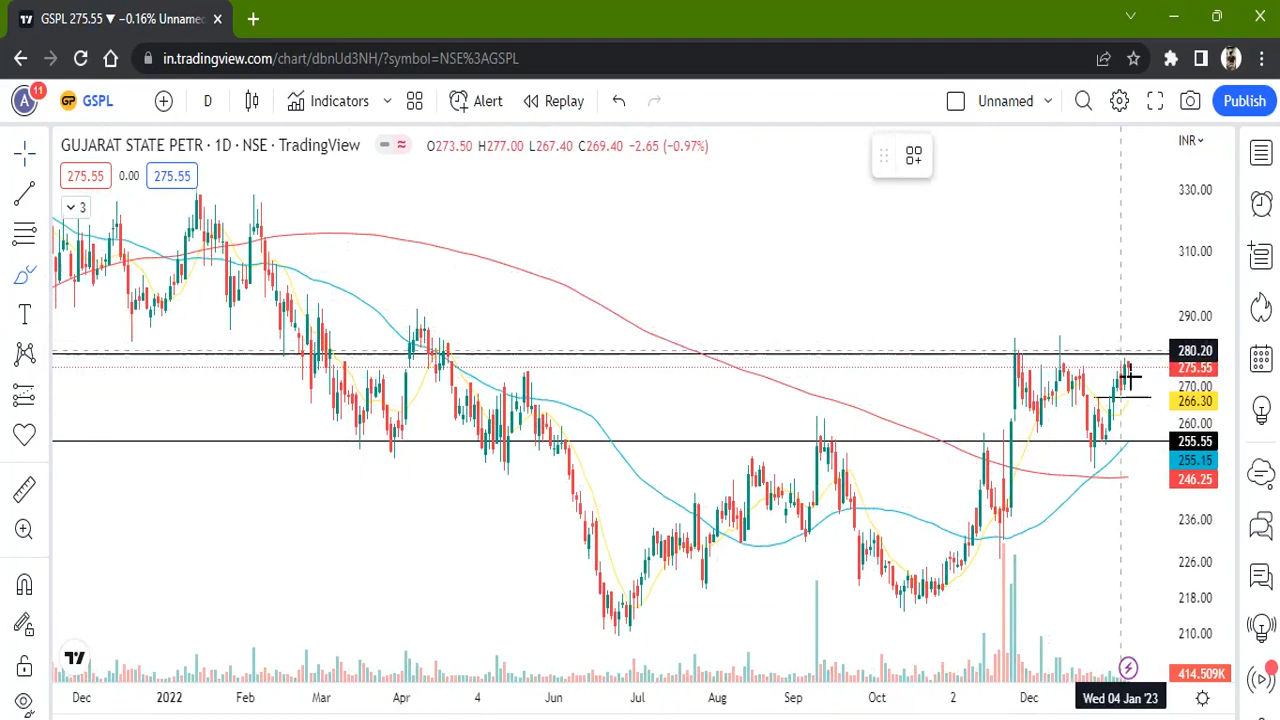 GSPL 275.55 ▼ −0.16% Unname
in.tradingview.com/chart/dbnUd3NH/?symbol=NSE%3AGSPL
A 11 GP GSPL D Indicators Alert Replay Unnamed Publish
GUJARAT STATE PETR · 1D · NSE · TradingView O273.50 H277.00 L267.40 C269.40 −2.65 (−0.97%) INR
275.55 0.00 275.55
3
330.00
310.00
290.00
280.20
275.55
270.00
266.30
260.00
255.55
255.15
246.25
236.00
226.00
218.00
210.00
414.509K
Dec 2022 Feb Mar Apr 4 Jun Jul Aug Sep Oct 2 Dec Wed 04 Jan '23